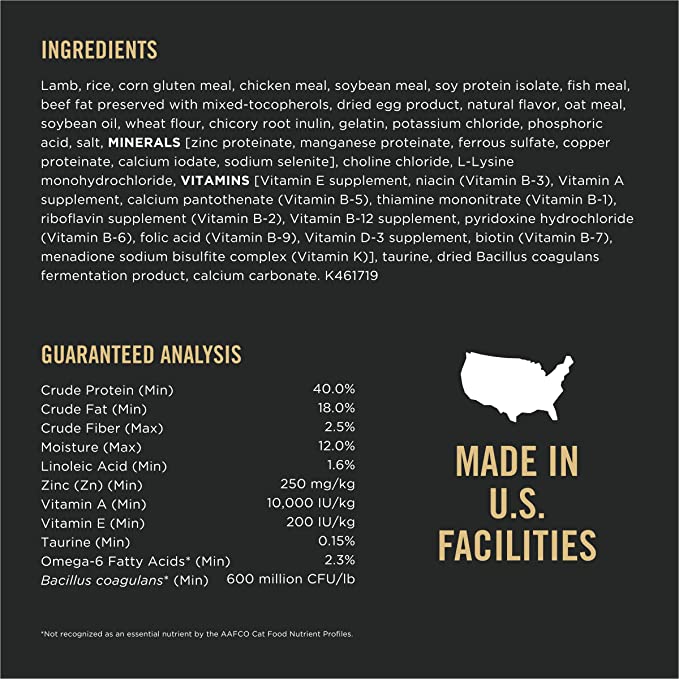 INGREDIENTS
Lamb, rice, corn gluten meal, chicken meal, soybean meal, soy protein isolate, fish meal,
beef fat preserved with mixed-tocopherols, dried egg product, natural flavor, oat meal,
soybean oil, wheat flour, chicory root inulin, gelatin, potassium chloride, phosphoric
acid, salt, MINERALS [zinc proteinate, manganese proteinate, ferrous sulfate, copper
proteinate, calcium iodate, sodium selenite], choline chloride, L-Lysine
monohydrochloride, VITAMINS [Vitamin E supplement, niacin (Vitamin B-3), Vitamin A
supplement, calcium pantothenate (Vitamin B-5), thiamine mononitrate (Vitamin B-1),
riboflavin supplement (Vitamin B-2), Vitamin B-12 supplement, pyridoxine hydrochloride
(Vitamin B-6), folic acid (Vitamin B-9), Vitamin D-3 supplement, biotin (Vitamin B-7),
menadione sodium bisulfite complex (Vitamin K)], taurine, dried Bacillus coagulans
fermentation product, calcium carbonate. K461719
GUARANTEED ANALYSIS
Crude Protein (Min) 40.0%
Crude Fat (Min) 18.0%
Crude Fiber (Max) 2.5%
Moisture (Max) 12.0%
Linoleic Acid (Min) 1.6%
Zinc (Zn) (Min) 250 mg/kg
Vitamin A (Min) 10,000 IU/kg
Vitamin E (Min) 200 IU/kg
Taurine (Min) 0.15%
Omega-6 Fatty Acids* (Min) 2.3%
Bacillus coagulans* (Min) 600 million CFU/lb
*Not recognized as an essential nutrient by the AAFCO Cat Food Nutrient Profiles.
MADE IN
U.S.
FACILITIES